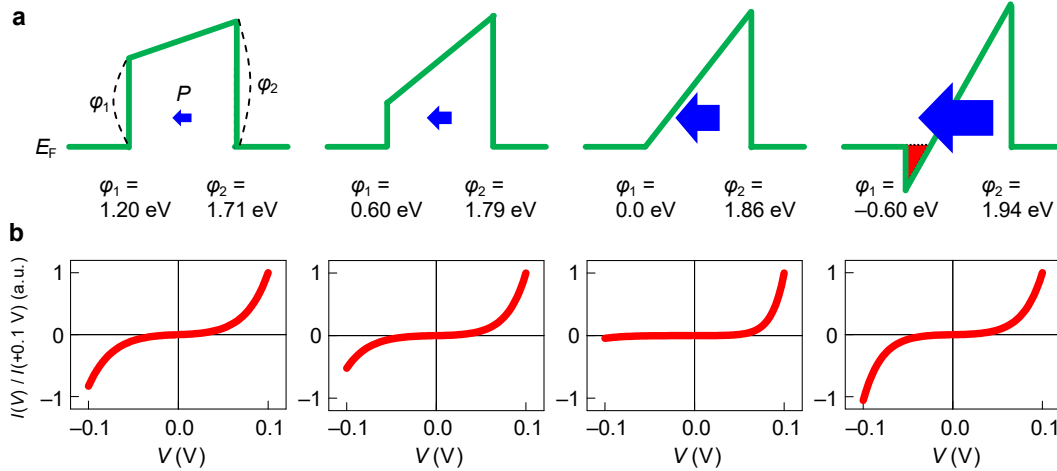 a
φ1
P
φ2
EF
φ1 =
1.20 eV
φ2 =
1.71 eV
φ1 =
0.60 eV
φ2 =
1.79 eV
φ1 =
0.0 eV
φ2 =
1.86 eV
φ1 =
–0.60 eV
φ2 =
1.94 eV
b
I(V) / I(+0.1 V) (a.u.)
1
0
–1
–0.1
0.0
0.1
V (V)
1
0
–1
–0.1
0.0
0.1
V (V)
1
0
–1
–0.1
0.0
0.1
V (V)
1
0
–1
–0.1
0.0
0.1
V (V)